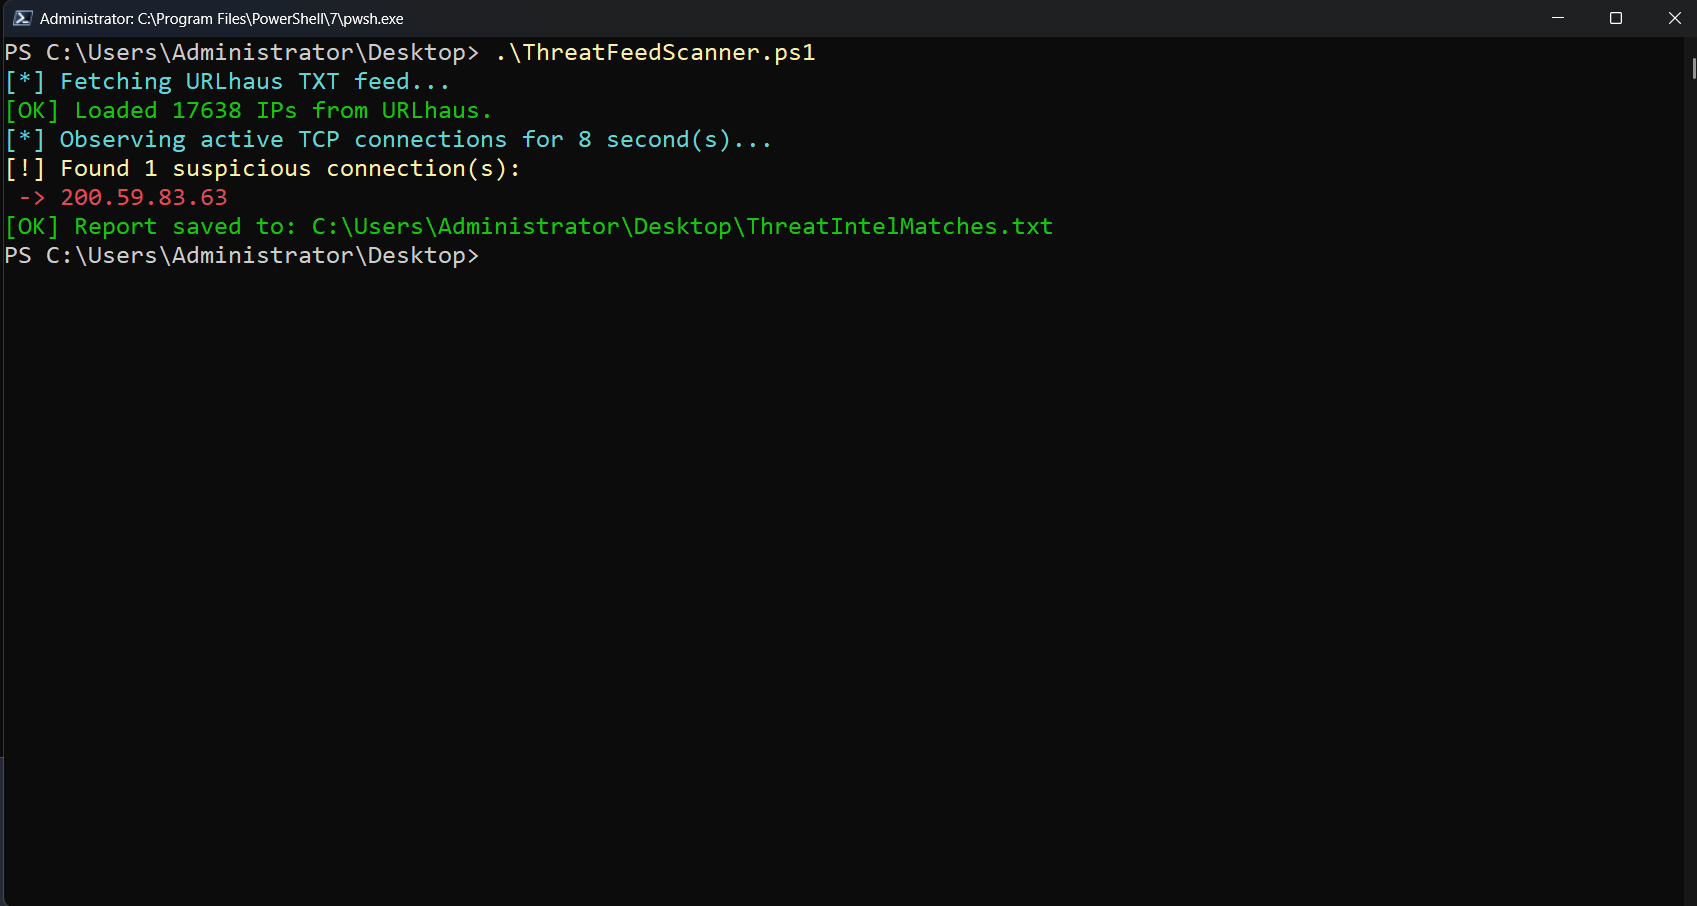 Administrator: C:\Program Files\PowerShell\7\pwsh.exe
PS C:\Users\Administrator\Desktop> .\ThreatFeedScanner.ps1
[*] Fetching URLhaus TXT feed...
[OK] Loaded 17638 IPs from URLhaus.
[*] Observing active TCP connections for 8 second(s)...
[!] Found 1 suspicious connection(s):
 -> 200.59.83.63
[OK] Report saved to: C:\Users\Administrator\Desktop\ThreatIntelMatches.txt
PS C:\Users\Administrator\Desktop>